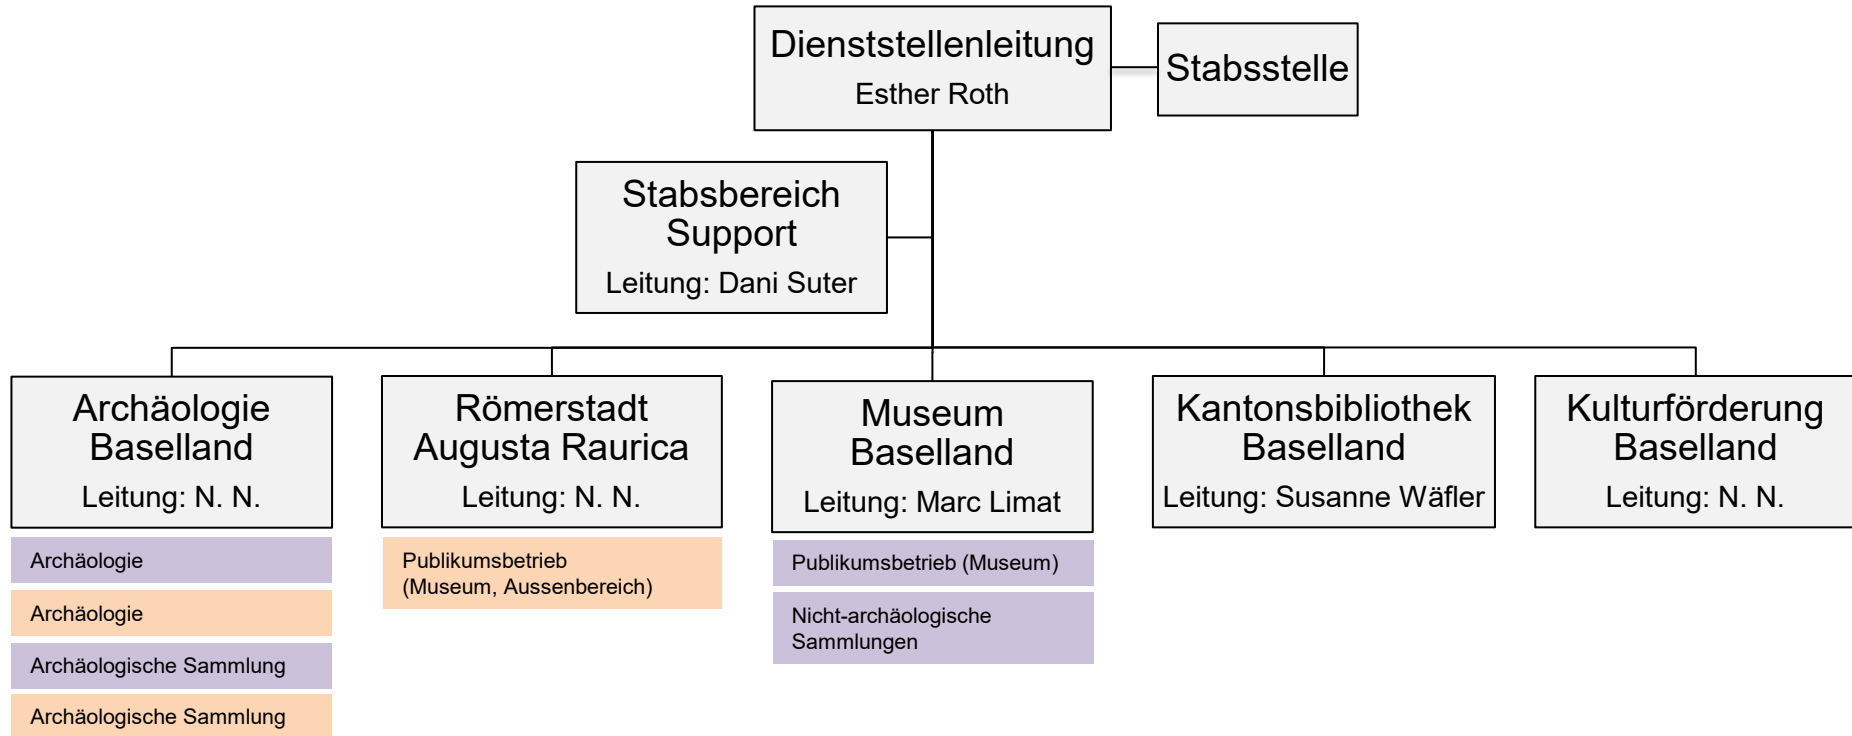 Dienststellenleitung
Esther Roth
Stabsstelle
Stabsbereich
Support
Leitung: Dani Suter
Archäologie
Baselland
Leitung: N. N.
Archäologie
Archäologie
Archäologische Sammlung
Archäologische Sammlung
Römerstadt
Augusta Raurica
Leitung: N. N.
Publikumsbetrieb
(Museum, Aussenbereich)
Museum
Baselland
Leitung: Marc Limat
Publikumsbetrieb (Museum)
Nicht-archäologische
Sammlungen
Kantonsbibliothek
Baselland
Leitung: Susanne Wäfler
Kulturförderung
Baselland
Leitung: N. N.